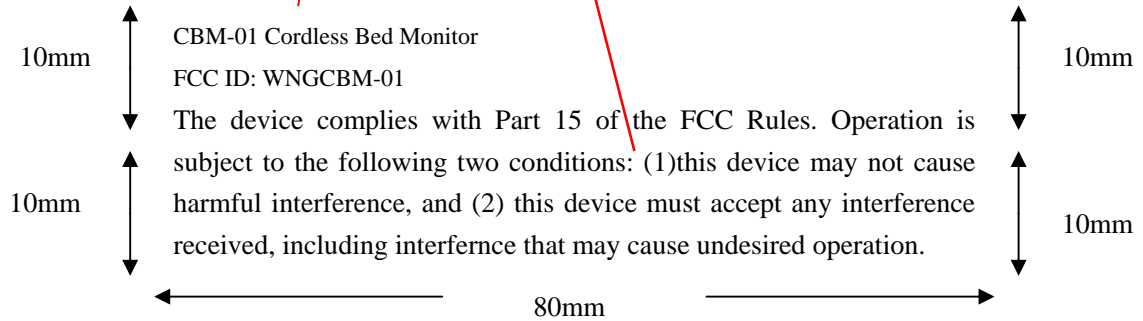 CBM-01 Cordless Bed Monitor
10mm
10mm
FCC ID: WNGCBM-01
The device complies with Part 15 of the FCC Rules. Operation is
subject to the following two conditions: (1)this device may not cause
10mm
harmful interference, and (2) this device must accept any interference
10mm
received, including interfernce that may cause undesired operation.
80mm